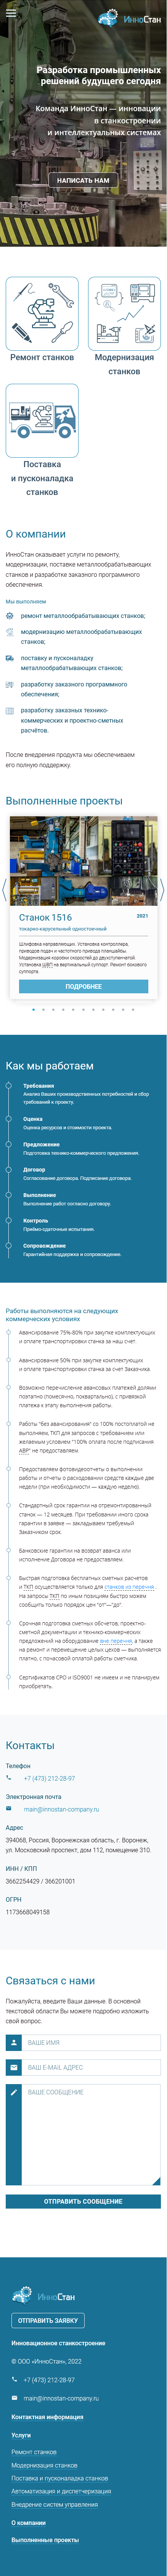 ИнноСтан
Разработка промышленных
решений будущего сегодня
Команда ИнноСтан — инновации
в станкостроении
и интеллектуальных системах
НАПИСАТЬ НАМ
Ремонт станков
Модернизация
станков
Поставка
и пусконаладка
станков
О компании
ИнноСтан оказывает услуги по ремонту,
модернизации, поставке металлообрабатывающих
станков и разработке заказного программного
обеспечения.
Мы выполняем
ремонт металлообрабатывающих станков;
модернизацию металлообрабатывающих
станков;
поставку и пусконаладку
металлообрабатывающих станков;
разработку заказного программного
обеспечения;
разработку заказных технико-
коммерческих и проектно-сметных
расчётов.
После внедрения продукта мы обеспечиваем
его полную поддержку.
Выполненные проекты
Станок 1516
2021
токарно карусельный одностоечный
Шлифовка направляющих. Установка контроллера,
приводов подач и частотного привода планшайбы.
Модернизация коробки скоростей до двухступенчатой.
Установка ЦИП на вертикальный суппорт. Ремонт бокового
суппорта.
ПОДРОБНЕЕ
Как мы работаем
Требования
Анализ Ваших производственных потребностей и сбор
требований к проекту.
Оценка
Оценка ресурсов и стоимости проекта.
Предложение
Подготовка технико-коммерческого предложения.
Договор
Согласование договора. Подписание договора.
Выполнение
Выполнение работ согласно договору.
Контроль
Приёмо-сдаточные испытания.
Сопровождение
Гарантийная поддержка и сопровождение.
Работы выполняются на следующих
коммерческих условиях
Авансирование 75%-80% при закупке комплектующих
и оплате транспортировки станка за наш счёт.
Авансирование 50% при закупке комплектующих
и оплате транспортировки станка за счёт Заказчика.
Возможно перечисление авансовых платежей долями
поэтапно (помесячно, поквартально), с привязкой
платежа к этапу выполненных работ.
Работы "без авансирования" со 100% постоплатой не
выполняем, ТКП для запросов с требованием или
желаемым условием "100% оплата после подписания
АВР" не предоставляем.
Предоставляем фотовидеоотчёты о выполнении
работы и отчёты о расходовании средств каждые две
недели (при необходимости — каждую неделю).
Стандартный срок гарантии на отремонтированный
станок — 12 месяцев. При требовании иного срока
гарантии в заявке — закладываем требуемый
Заказчиком срок.
Банковские гарантии на возврат аванса или
исполнение Договора не предоставляем.
Быстрая подготовка бесплатных сметных расчётов
и ТКП осуществляется только для станков из перечня.
На запросы ТКП по иным позициям быстро можем
сообщить только порядок цен "от"—"до".
Срочная подготовка сметных обсчётов, проектно-
сметной документации и технико-коммерческих
предложений на оборудование вне перечня, а также
на ремонт и перемещение целых цехов — выполняется
платно, с почасовой оплатой работы сметчика.
Сертификатов СРО и ISO9001 не имеем и не планируем
приобретать.
Контакты
Телефон
+7 (473) 212-28-97
Электронная почта
main@innostan-company.ru
Адрес
394068, Россия, Воронежская область, г. Воронеж,
ул. Московский проспект, дом 112, помещение 310.
ИНН / КПП
3662254429 / 366201001
ОГРН
1173668049158
Связаться с нами
Пожалуйста, введите Ваши данные. В основной
текстовой области Вы можете подробно изложить
свой вопрос.
ВАШЕ ИМЯ
ВАШ E-MAIL АДРЕС
ВАШЕ СООБЩЕНИЕ
ОТПРАВИТЬ СООБЩЕНИЕ
ИнноСтан
ОТПРАВИТЬ ЗАЯВКУ
Инновационное станкостроение
© ООО «ИнноСтан», 2022
+7 (473) 212-28-97
main@innostan-company.ru
Контактная информация
Услуги
Ремонт станков
Модернизация станков
Поставка и пусконаладка станков
Автоматизация и диспетчеризация
Внедрение систем управления
О компании
Выполненные проекты